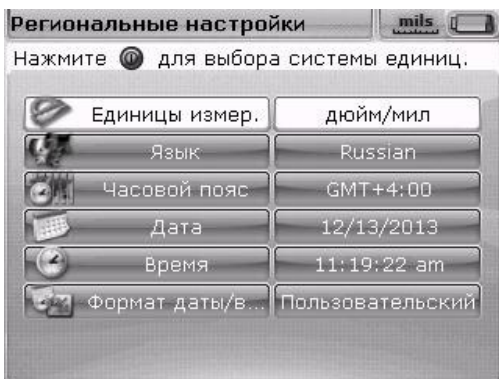 Региональные настройки mils
Нажмите для выбора системы единиц.
Единицы измер. дюйм/мил
Язык Russian
Часовой пояс GMT+4:00
Дата 12/13/2013
Время 11:19:22 am
Формат даты/в... Пользовательский